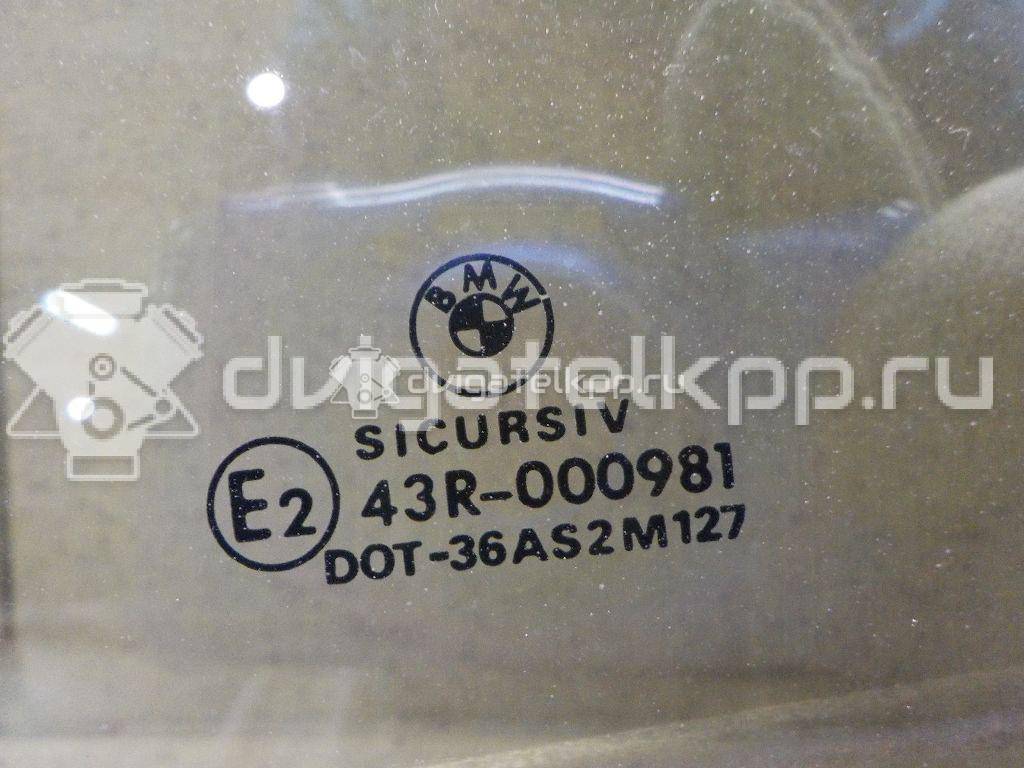 BMW
dvigatelkpp.ru
dvigatelkpp.ru
SICURSIV
E2 43R-000981
DOT-36AS2M127